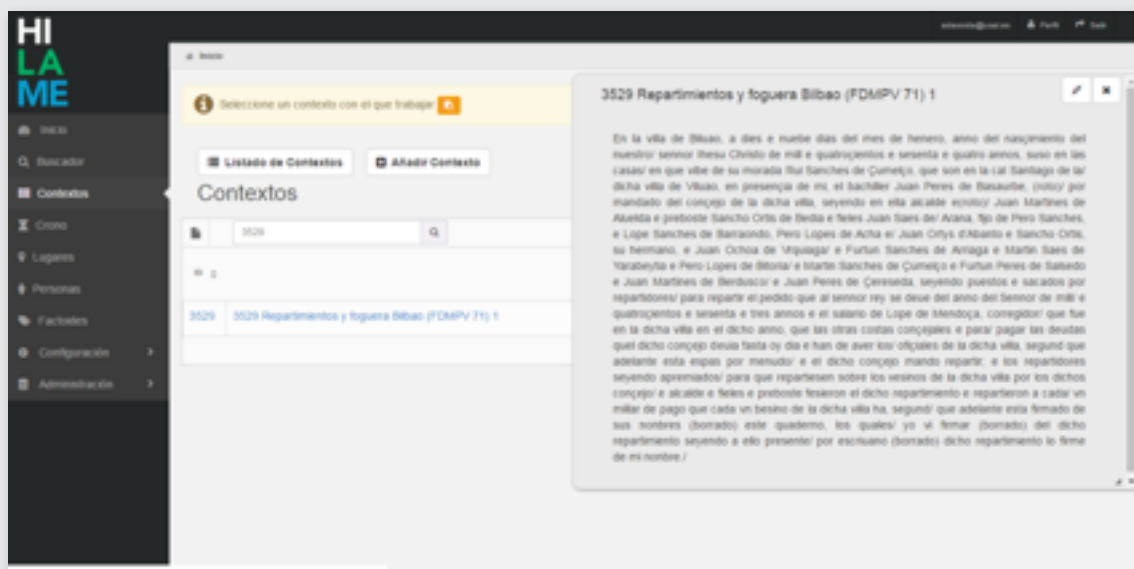 HI
LA
ME
Perfil Salir
Inicio
Seleccione un contexto con el que trabajar
Inicio
Buscador
Contextos
Crono
Lugares
Personas
Factoides
Configuración
Administración
Listado de Contextos Añadir Contexto
Contextos
3529
3529 3529 Repartimientos y foguera Bilbao (FDMPV 71) 1
3529 Repartimientos y foguera Bilbao (FDMPV 71) 1
En la villa de Biluao, a dies e nuebe dias del mes de henero, anno del nasçimiento del
nuestro/ sennor Ihesu Christo de mill e quatroçientos e sesenta e quatro annos, suso en las
casas/ en que vibe de su morada Rui Sanches de Çumelço, que son en la cal Santiago de la/
dicha villa de Viluao, en presençia de mi, el bachiller Juan Peres de Basaurbe, (roto)/ por
mandado del conçejo de la dicha villa, seyendo en ella alcalde e(roto)/ Juan Martines de
e preboste Sancho Ortis de Bedia e fieles Juan Saes de/ Arana, fijo de Pero Sanches,
e Lope Sanches de Barraondo, Pero Lopes de Acha e/ Juan Ortys d'Abanto e Sancho Ortis,
su hermano, e Juan Ochoa de e Furtun Sanches de Arriaga e Martin Saes de
e Pero Lopes de Bitoria/ e Martin Sanches de Çumelço e Furtun Peres de Salsedo
e Juan Martines de Berdusco/ e Juan Peres de Çereseda, seyendo puestos e sacados por
repartidores/ para repartir el pedido que al sennor rey se deue del anno del Sennor de mill/ e
quatroçientos e sesenta e tres annos e el salario de Lope de Mendoça, corregidor/ que fue
en la dicha villa en el dicho anno, que las otras costas conçejales e para/ pagar las deudas
quel dicho conçejo deuia fasta oy dia e han de aver los/ ofiçiales de la dicha villa, segund que
adelante esta espas por menudo/ e el dicho conçejo mando repartir; e los repartidores
seyendo apremiados/ para que repartiesen sobre los vesinos de la dicha villa por los dichos
conçejo/ e alcalde e fieles e preboste fesieron el dicho repartimiento e repartieron a cada/ vn
millar de pago que cada vn besino de la dicha villa ha, segund/ que adelante esta firmado de
sus nonbres (borrado) este quaderno, los quales/ yo vi firmar (borrado) del dicho
repartimiento seyendo a ello presente/ por escriuano (borrado) dicho repartimiento lo firme
de mi nonbre./